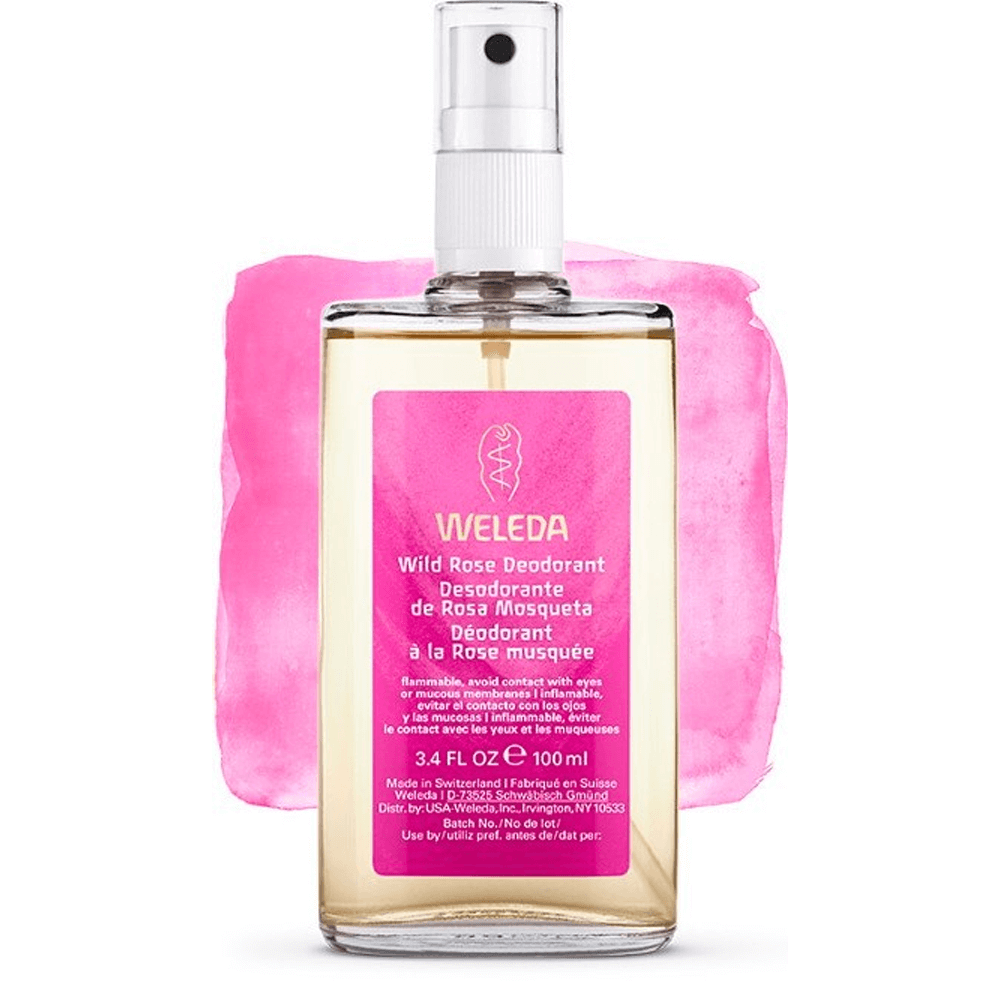 WELEDA
Wild Rose Deodorant
Desodorante
de Rosa Mosqueta
Déodorant
à la Rose musquée
flammable, avoid contact with eyes
or mucous membranes | inflamable,
evitar el contacto con los ojos
y las mucosas | inflammable, éviter
le contact avec les yeux et les muqueuses
3.4 FL OZ ℮ 100 ml
Made in Switzerland | Fabriqué en Suisse
Weleda | D-73525 Schwäbisch Gmünd
Distr. by: USA-Weleda, Inc., Irvington, NY 10533
Batch No./No de lot/
Use by/utiliz pref. antes de/dat per: